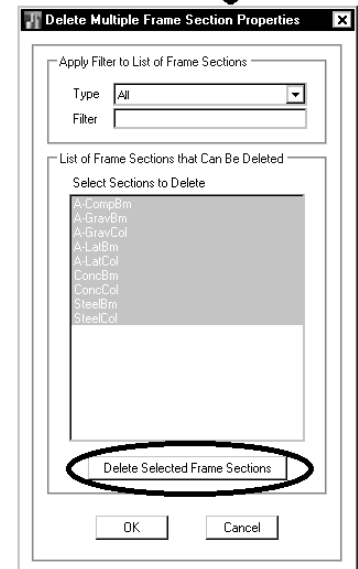 Delete Multiple Frame Section Properties
Apply Filter to List of Frame Sections
Type All
Filter
List of Frame Sections that Can Be Deleted
Select Sections to Delete
A-CompBm
A-GravBm
A-GravCol
A-LatBm
A-LatCol
ConcBm
ConcCol
SteelBm
SteelCol
Delete Selected Frame Sections
OK Cancel